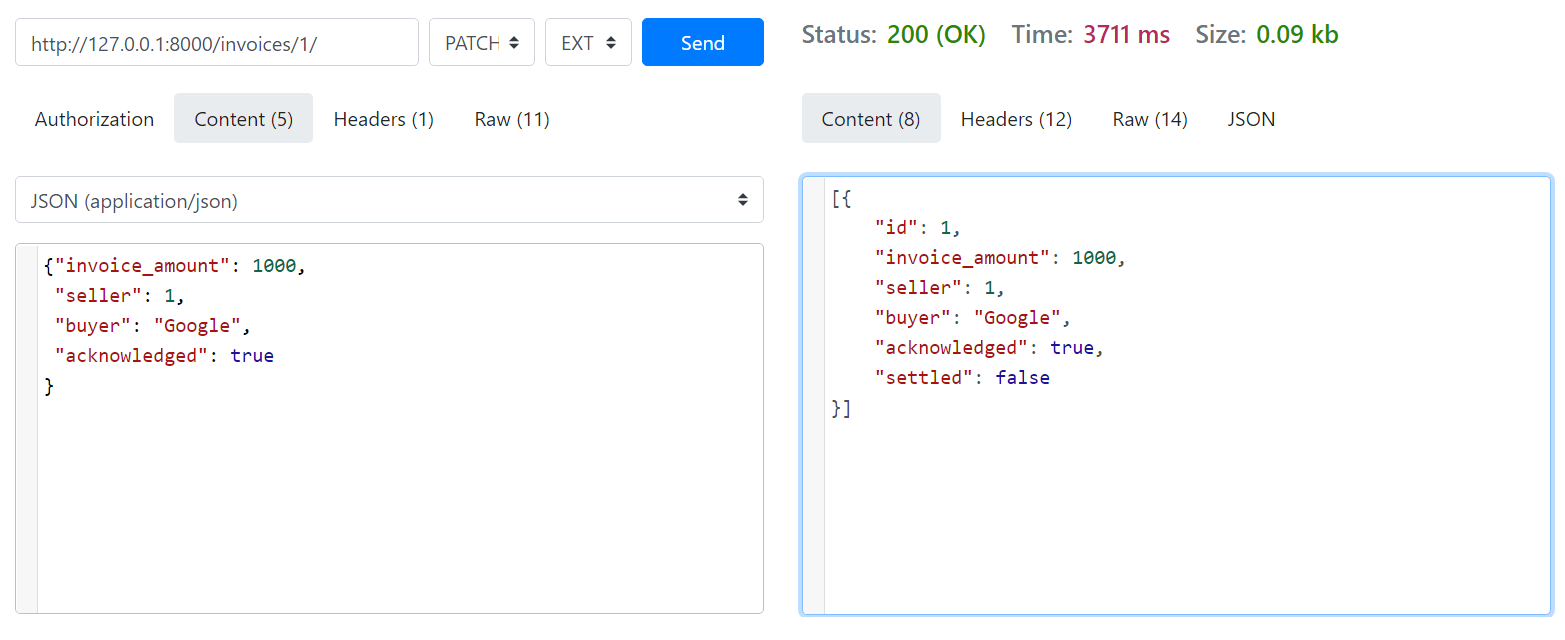 http://127.0.0.1:8000/invoices/1/ PATCH EXT Send
Authorization Content (5) Headers (1) Raw (11)
JSON (application/json)
{"invoice_amount": 1000,
"seller": 1,
"buyer": "Google",
"acknowledged": true
}
Status: 200 (OK) Time: 3711 ms Size: 0.09 kb
Content (8) Headers (12) Raw (14) JSON
[{
"id": 1,
"invoice_amount": 1000,
"seller": 1,
"buyer": "Google",
"acknowledged": true,
"settled": false
}]